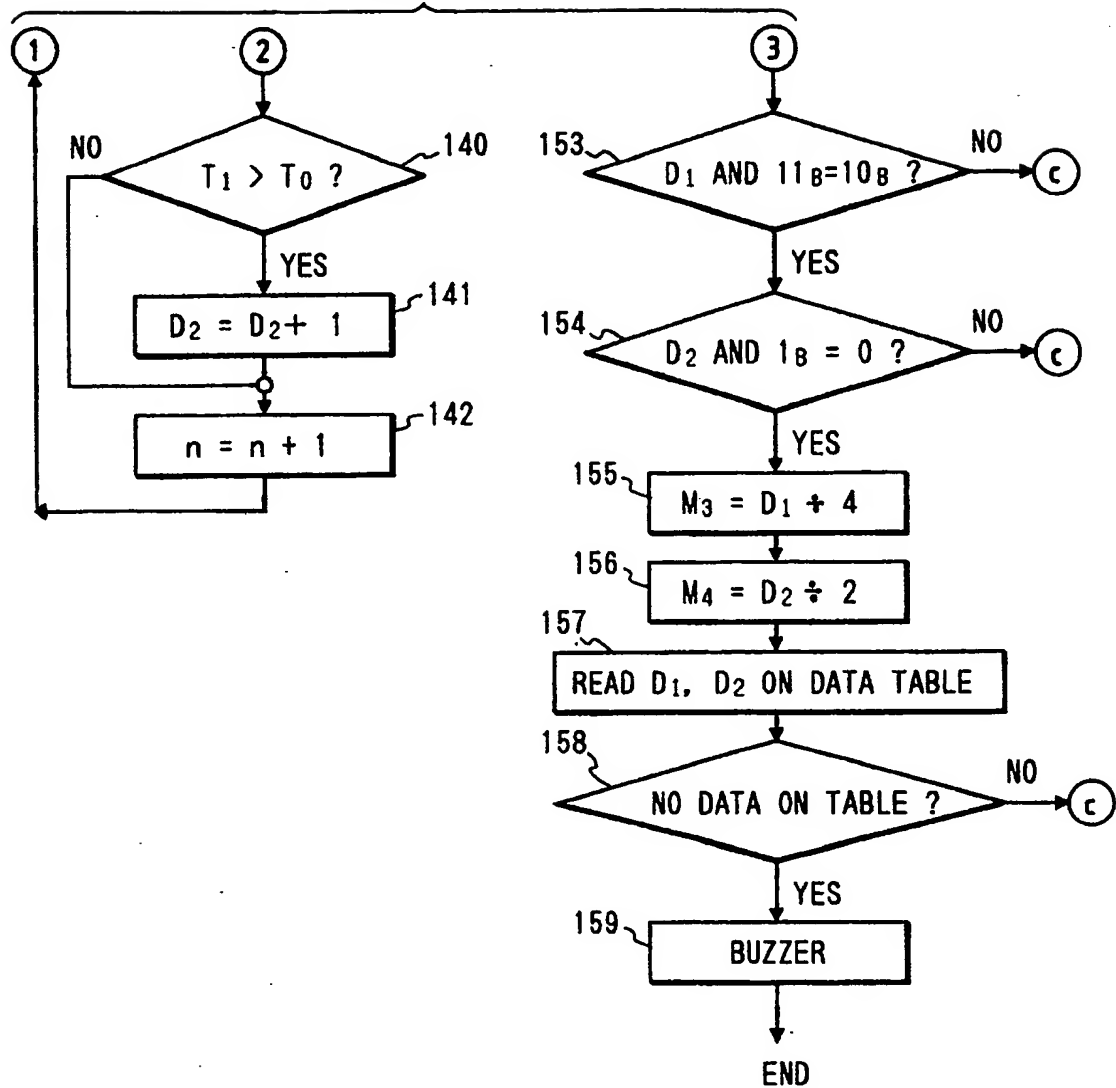 1
2
T1 > T0 ?
140
NO
YES
D2 = D2+ 1
141
n = n + 1
142
3
153
D1 AND 11B=10B ?
NO
c
YES
154
D2 AND 1B = 0 ?
NO
c
YES
155
M3 = D1 ÷ 4
156
M4 = D2 ÷ 2
157
READ D1, D2 ON DATA TABLE
158
NO DATA ON TABLE ?
NO
c
YES
159
BUZZER
END